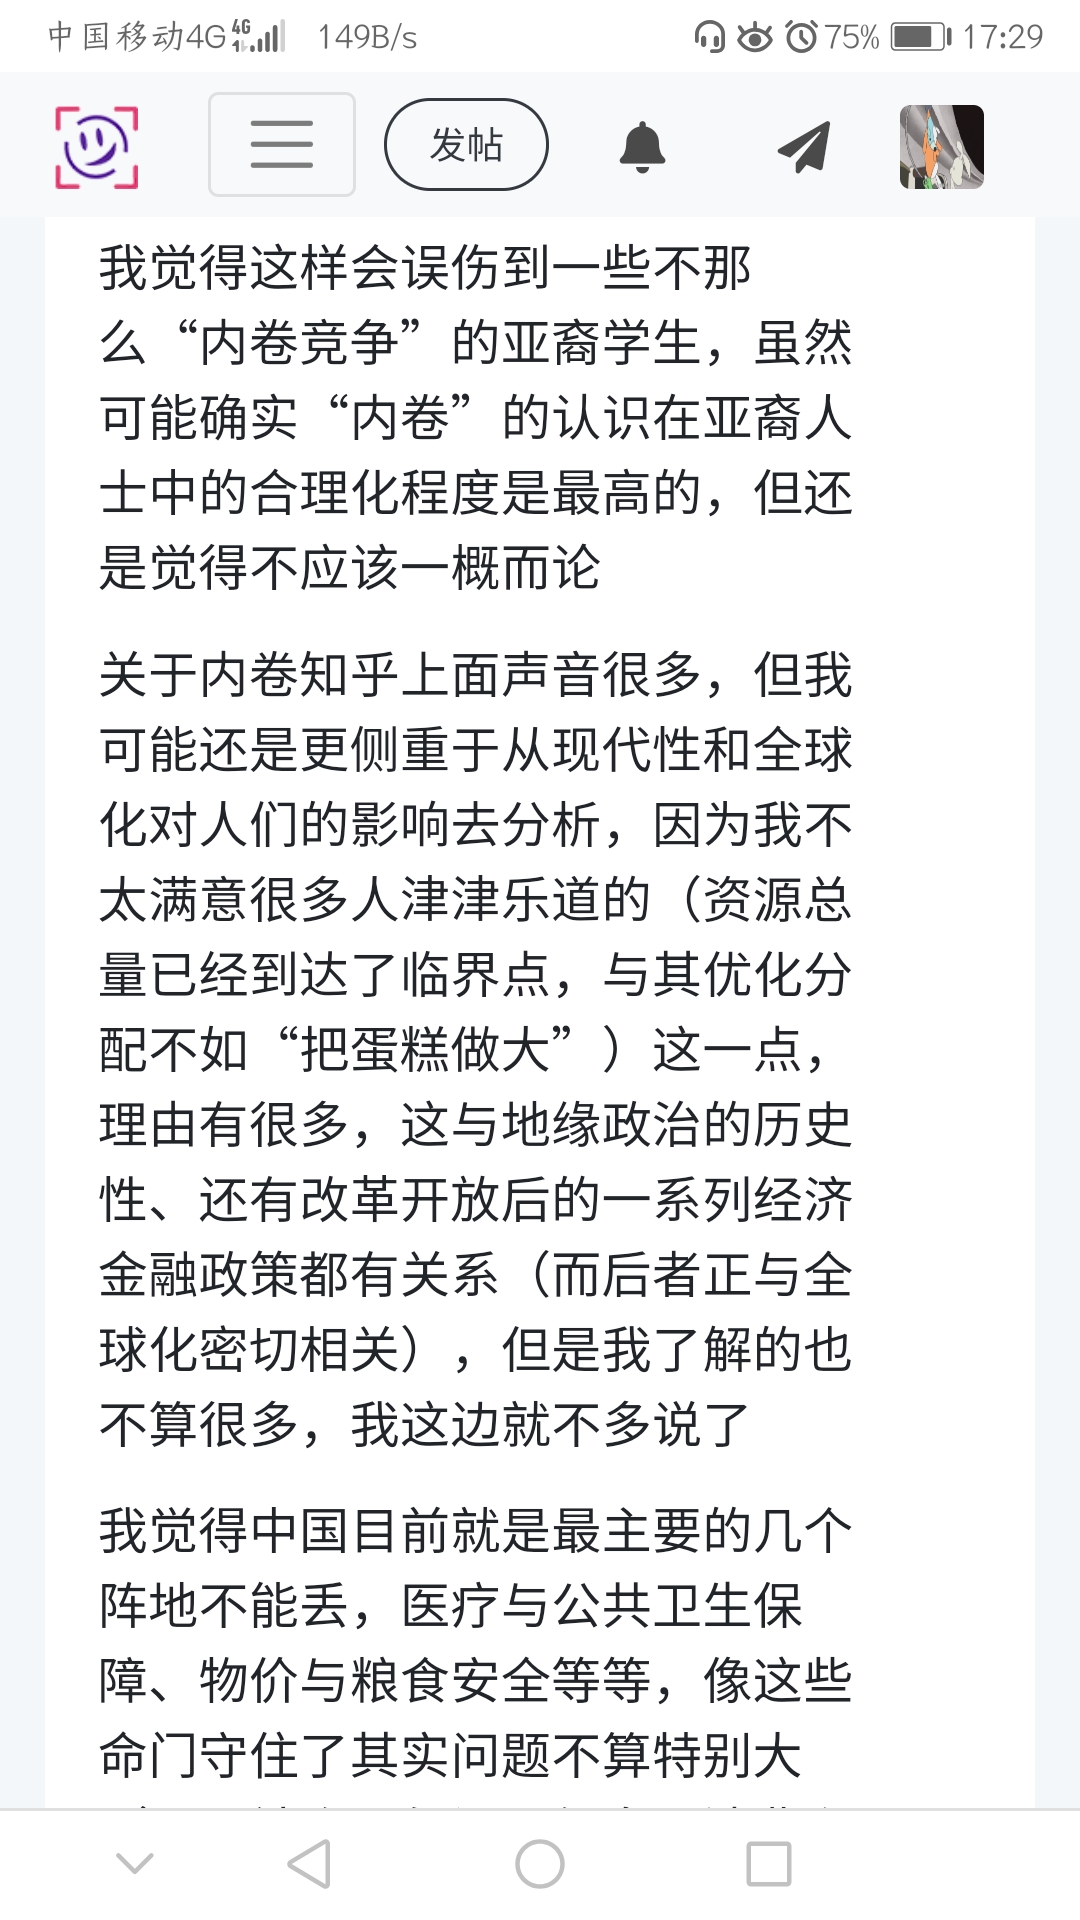 中国移动4G 4G 149B/s 75% 17:29
发帖
我觉得这样会误伤到一些不那
么“内卷竞争”的亚裔学生，虽然
可能确实“内卷”的认识在亚裔人
士中的合理化程度是最高的，但还
是觉得不应该一概而论
关于内卷知乎上面声音很多，但我
可能还是更侧重于从现代性和全球
化对人们的影响去分析，因为我不
太满意很多人津津乐道的（资源总
量已经到达了临界点，与其优化分
配不如“把蛋糕做大”）这一点，
理由有很多，这与地缘政治的历史
性、还有改革开放后的一系列经济
金融政策都有关系（而后者正与全
球化密切相关），但是我了解的也
不算很多，我这边就不多说了
我觉得中国目前就是最主要的几个
阵地不能丢，医疗与公共卫生保
障、物价与粮食安全等等，像这些
命门守住了其实问题不算特别大